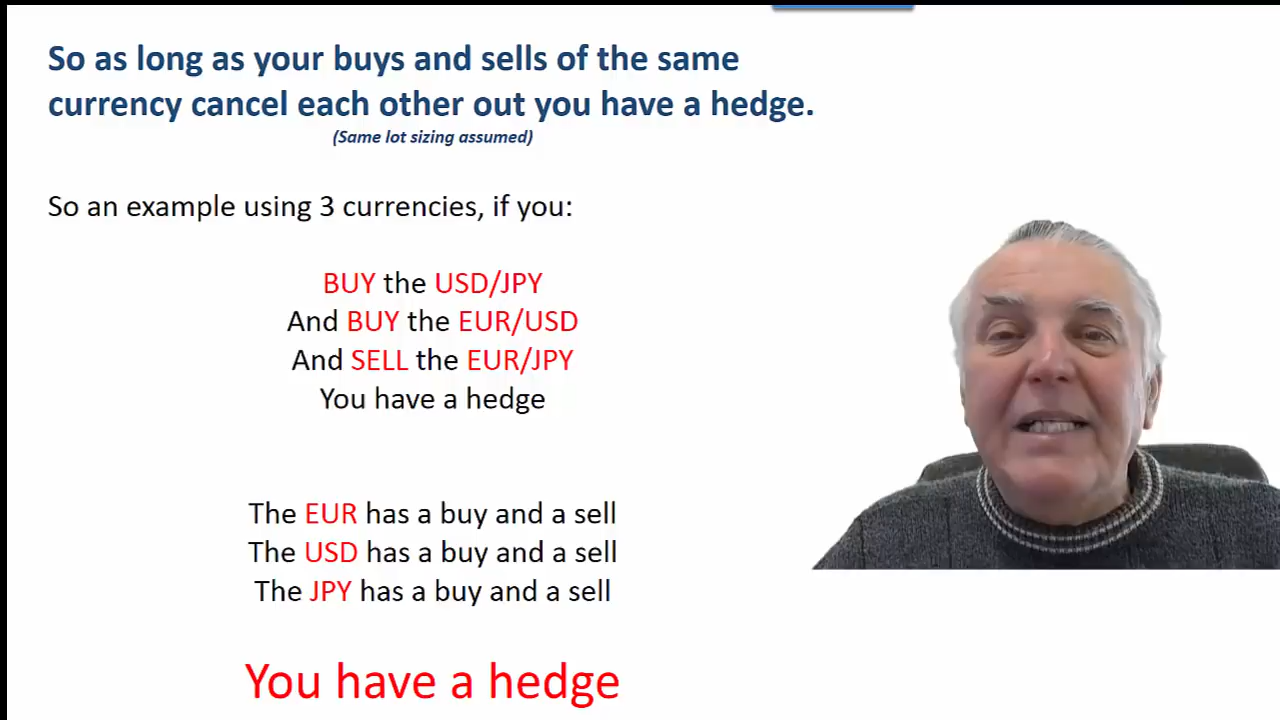 So as long as your buys and sells of the same
currency cancel each other out you have a hedge.
(Same lot sizing assumed)
So an example using 3 currencies, if you:
BUY the USD/JPY
And BUY the EUR/USD
And SELL the EUR/JPY
You have a hedge
The EUR has a buy and a sell
The USD has a buy and a sell
The JPY has a buy and a sell
You have a hedge